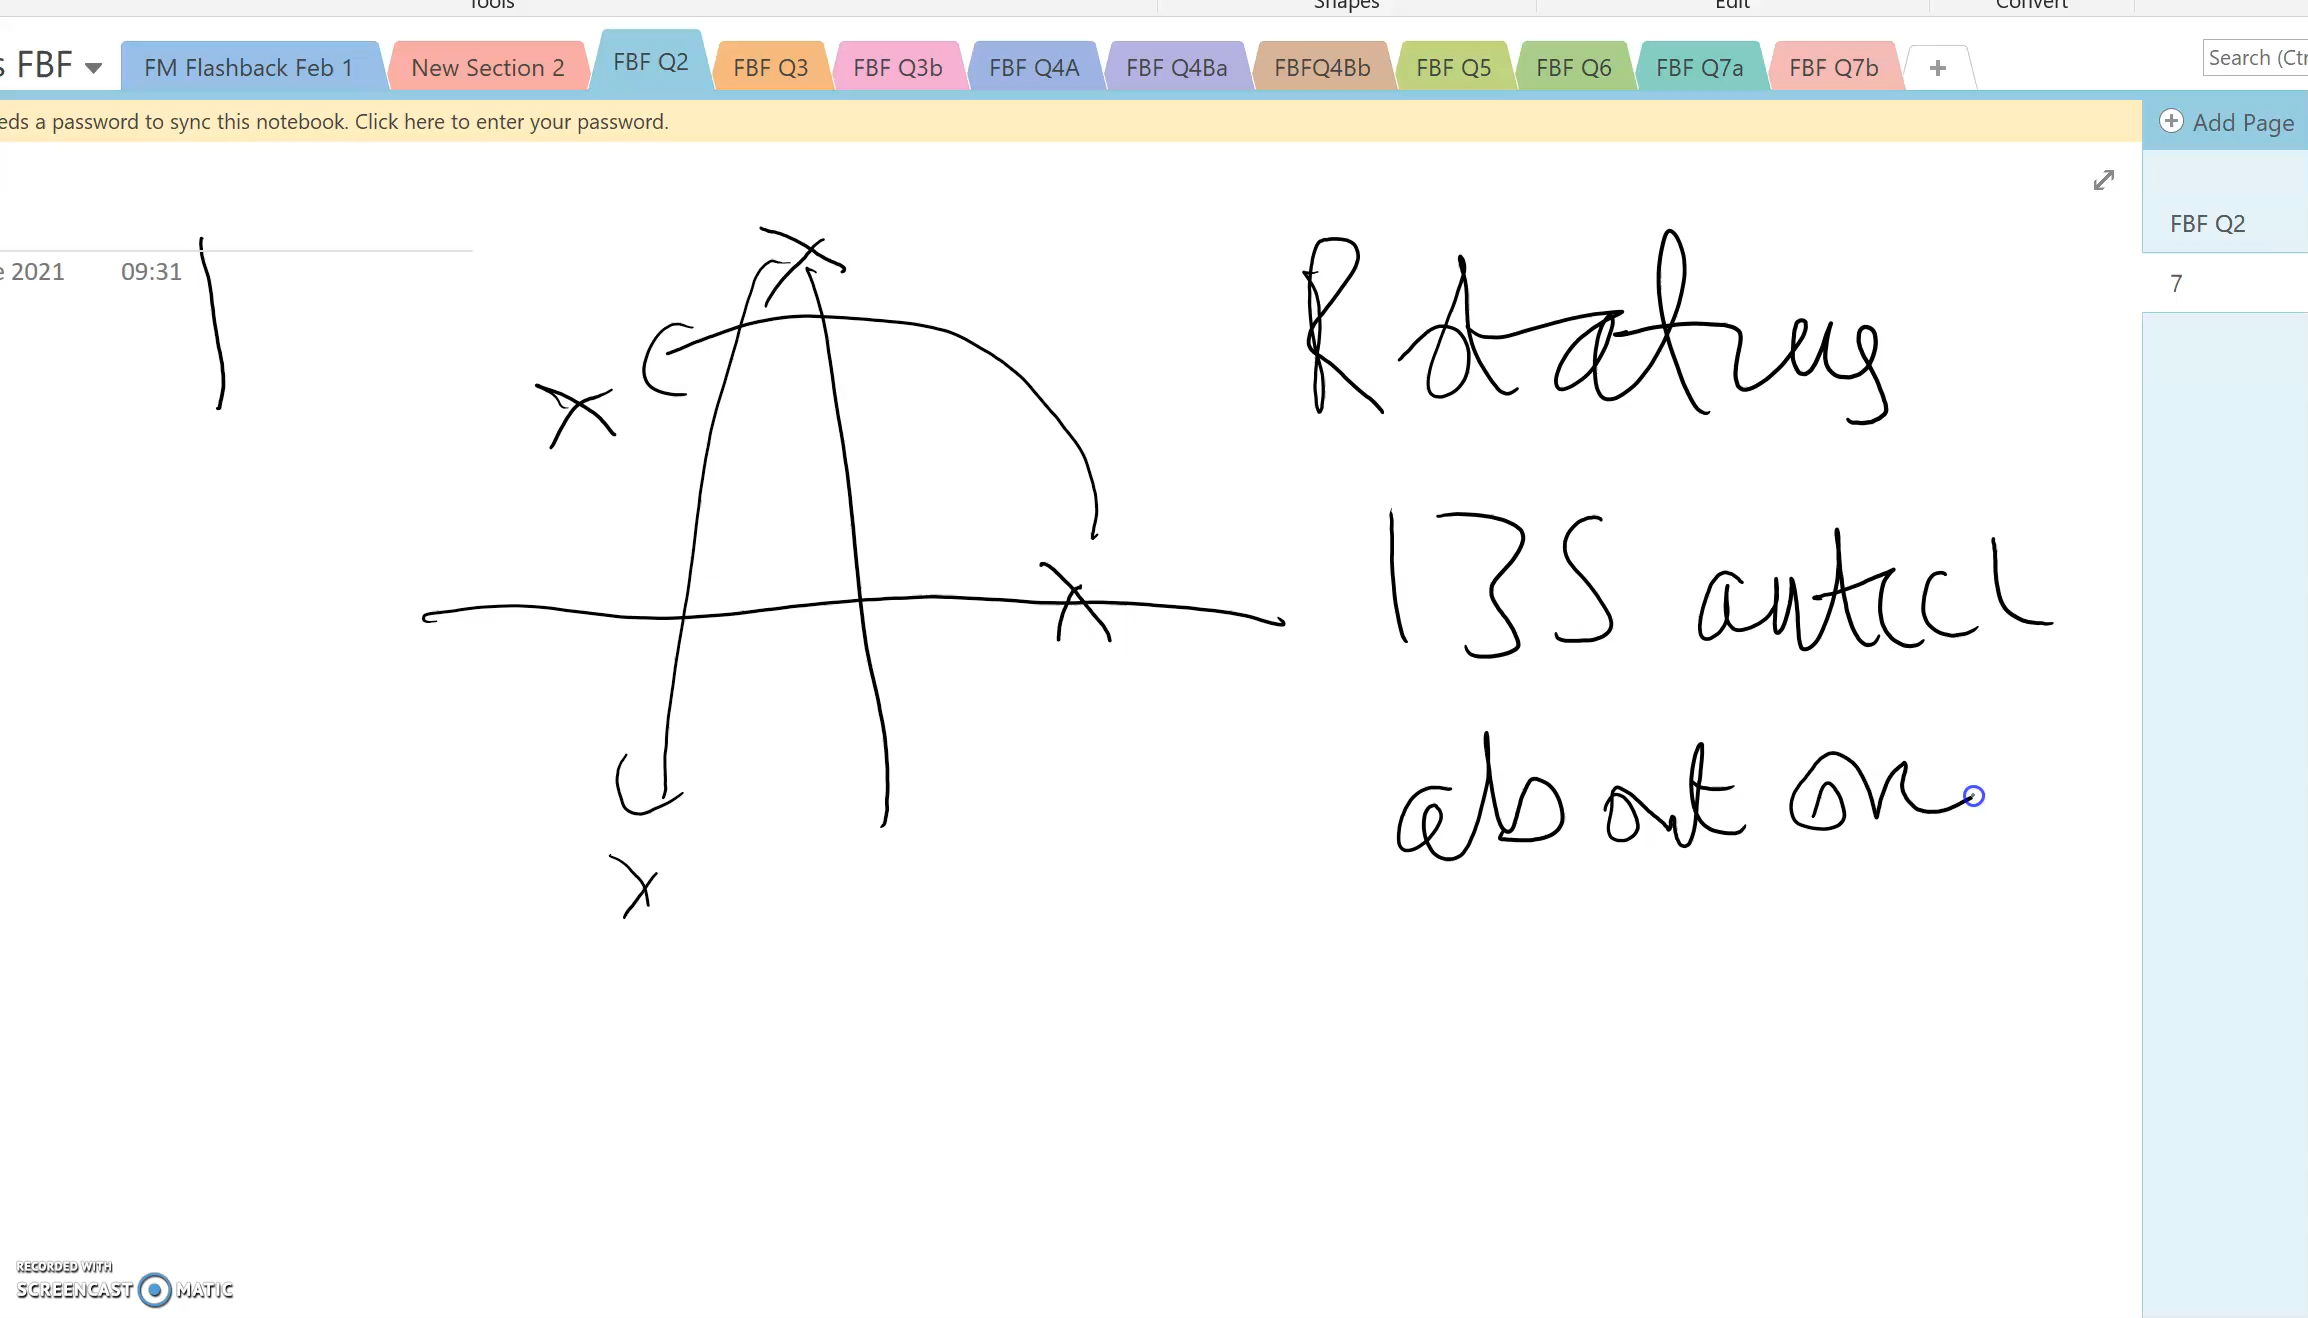 Tools Shapes Edit Convert
s FBF FM Flashback Feb 1 New Section 2 FBF Q2 FBF Q3 FBF Q3b FBF Q4A FBF Q4Ba FBFQ4Bb FBF Q5 FBF Q6 FBF Q7a FBF Q7b + Search (Ctr
eds a password to sync this notebook. Click here to enter your password.
Add Page
FBF Q2
7
e 2021 09:31
x
x
x
x
Rotating
135 anticl
about or
RECORDED WITH
SCREENCAST MATIC